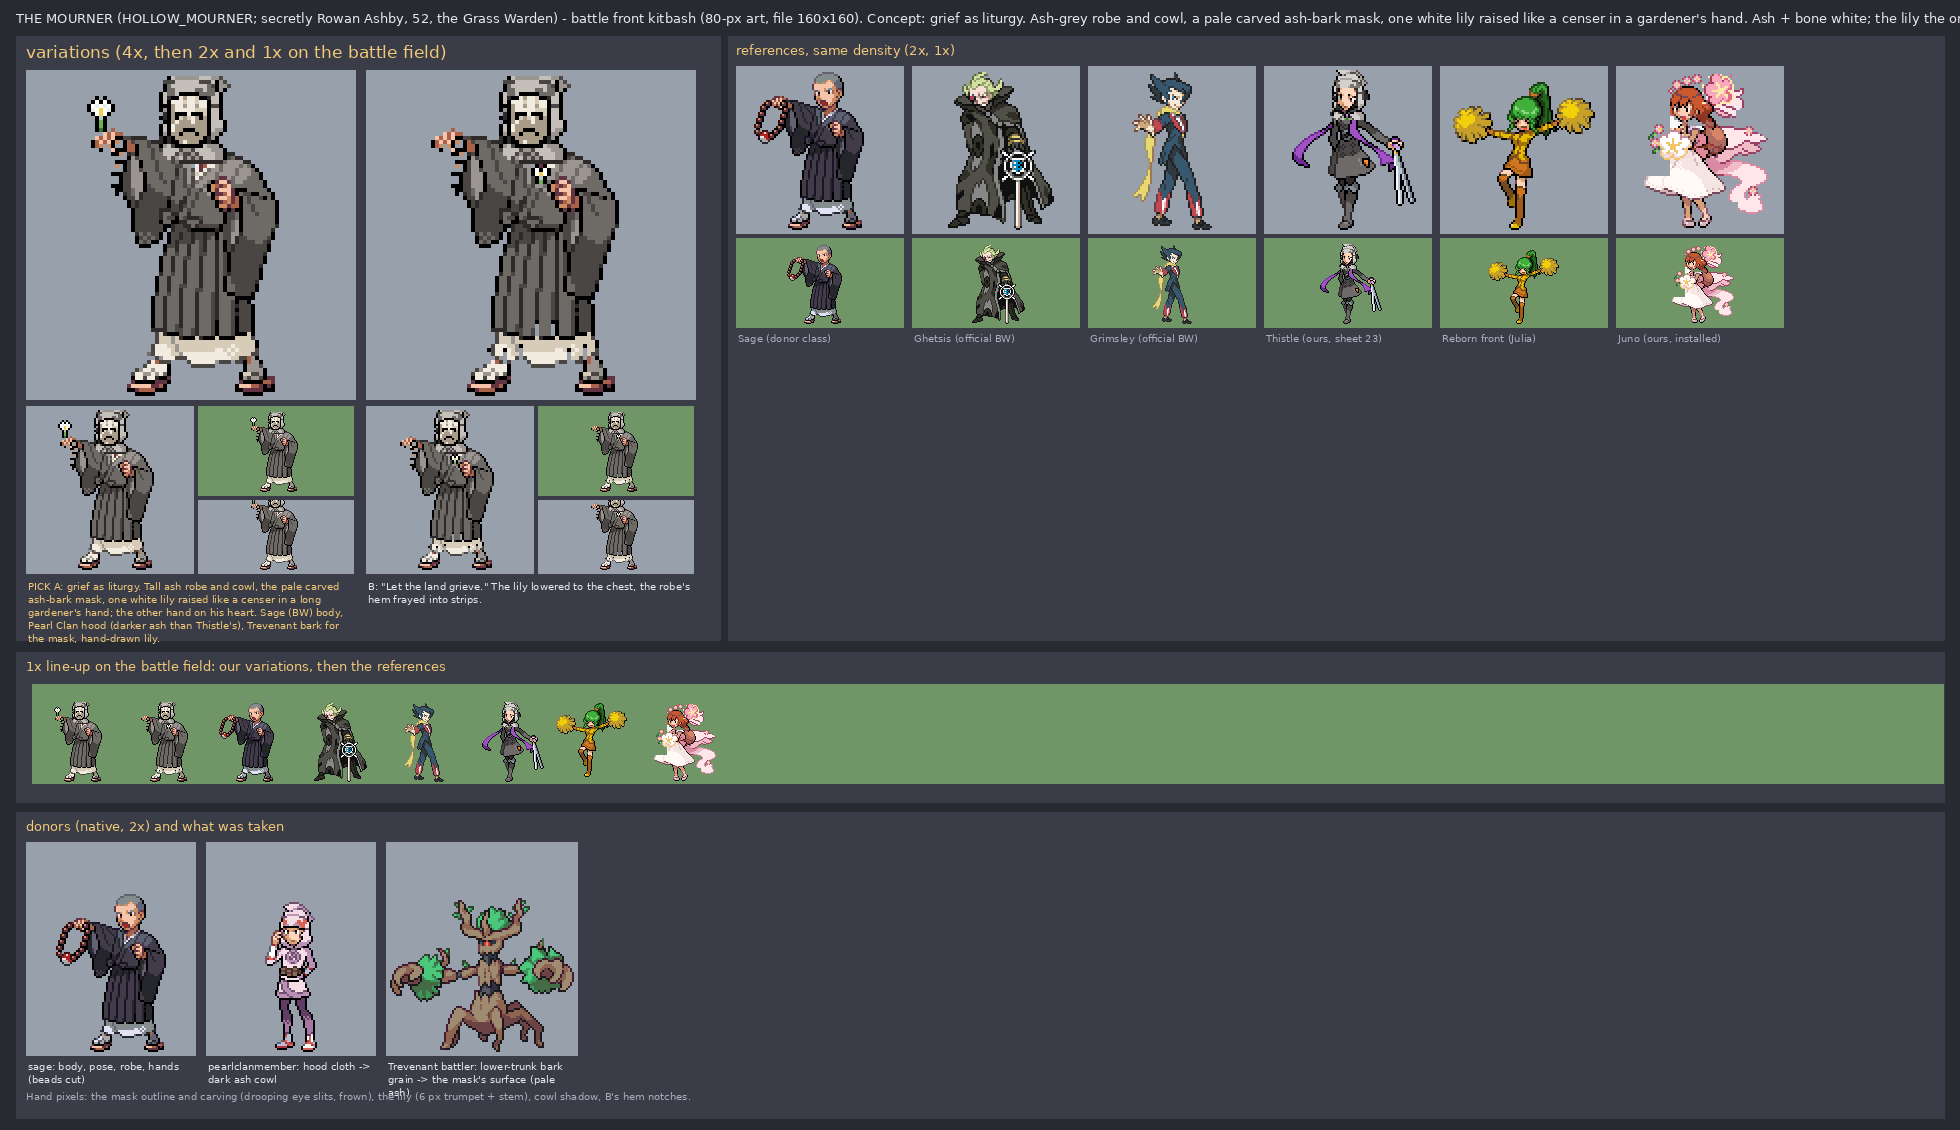 THE MOURNER (HOLLOW_MOURNER; secretly Rowan Ashby, 52, the Grass Warden) - battle front kitbash (80-px art, file 160x160). Concept: grief as liturgy. Ash-grey robe and cowl, a pale carved ash-bark mask, one white lily raised like a censer in a gardener's hand. Ash + bone white; the lily the
variations (4x, then 2x and 1x on the battle field)
references, same density (2x, 1x)
Sage (donor class)
Ghetsis (official BW)
Grimsley (official BW)
Thistle (ours, sheet 23)
Reborn front (Julia)
Juno (ours, installed)
PICK A: grief as liturgy. Tall ash robe and cowl, the pale carved
ash-bark mask, one white lily raised like a censer in a long
gardener's hand; the other hand on his heart. Sage (BW) body,
Pearl Clan hood (darker ash than Thistle's), Trevenant bark for
the mask, hand-drawn lily.
B: "Let the land grieve." The lily lowered to the chest, the robe's
hem frayed into strips.
1x line-up on the battle field: our variations, then the references
donors (native, 2x) and what was taken
sage: body, pose, robe, hands
(beads cut)
pearlclanmember: hood cloth ->
dark ash cowl
Trevenant battler: lower-trunk bark
grain -> the mask's surface (pale
ash)
Hand pixels: the mask outline and carving (drooping eye slits, frown), the lily (6 px trumpet + stem), cowl shadow, B's hem notches.